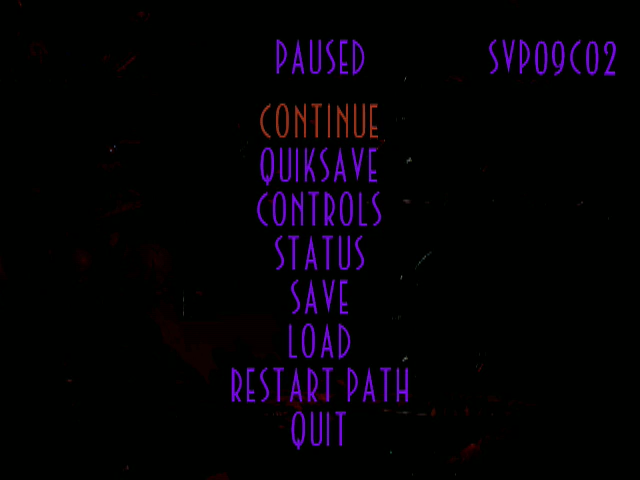 PAUSED
SVP09C02
CONTINUE
QUIKSAVE
CONTROLS
STATUS
SAVE
LOAD
RESTART PATH
QUIT